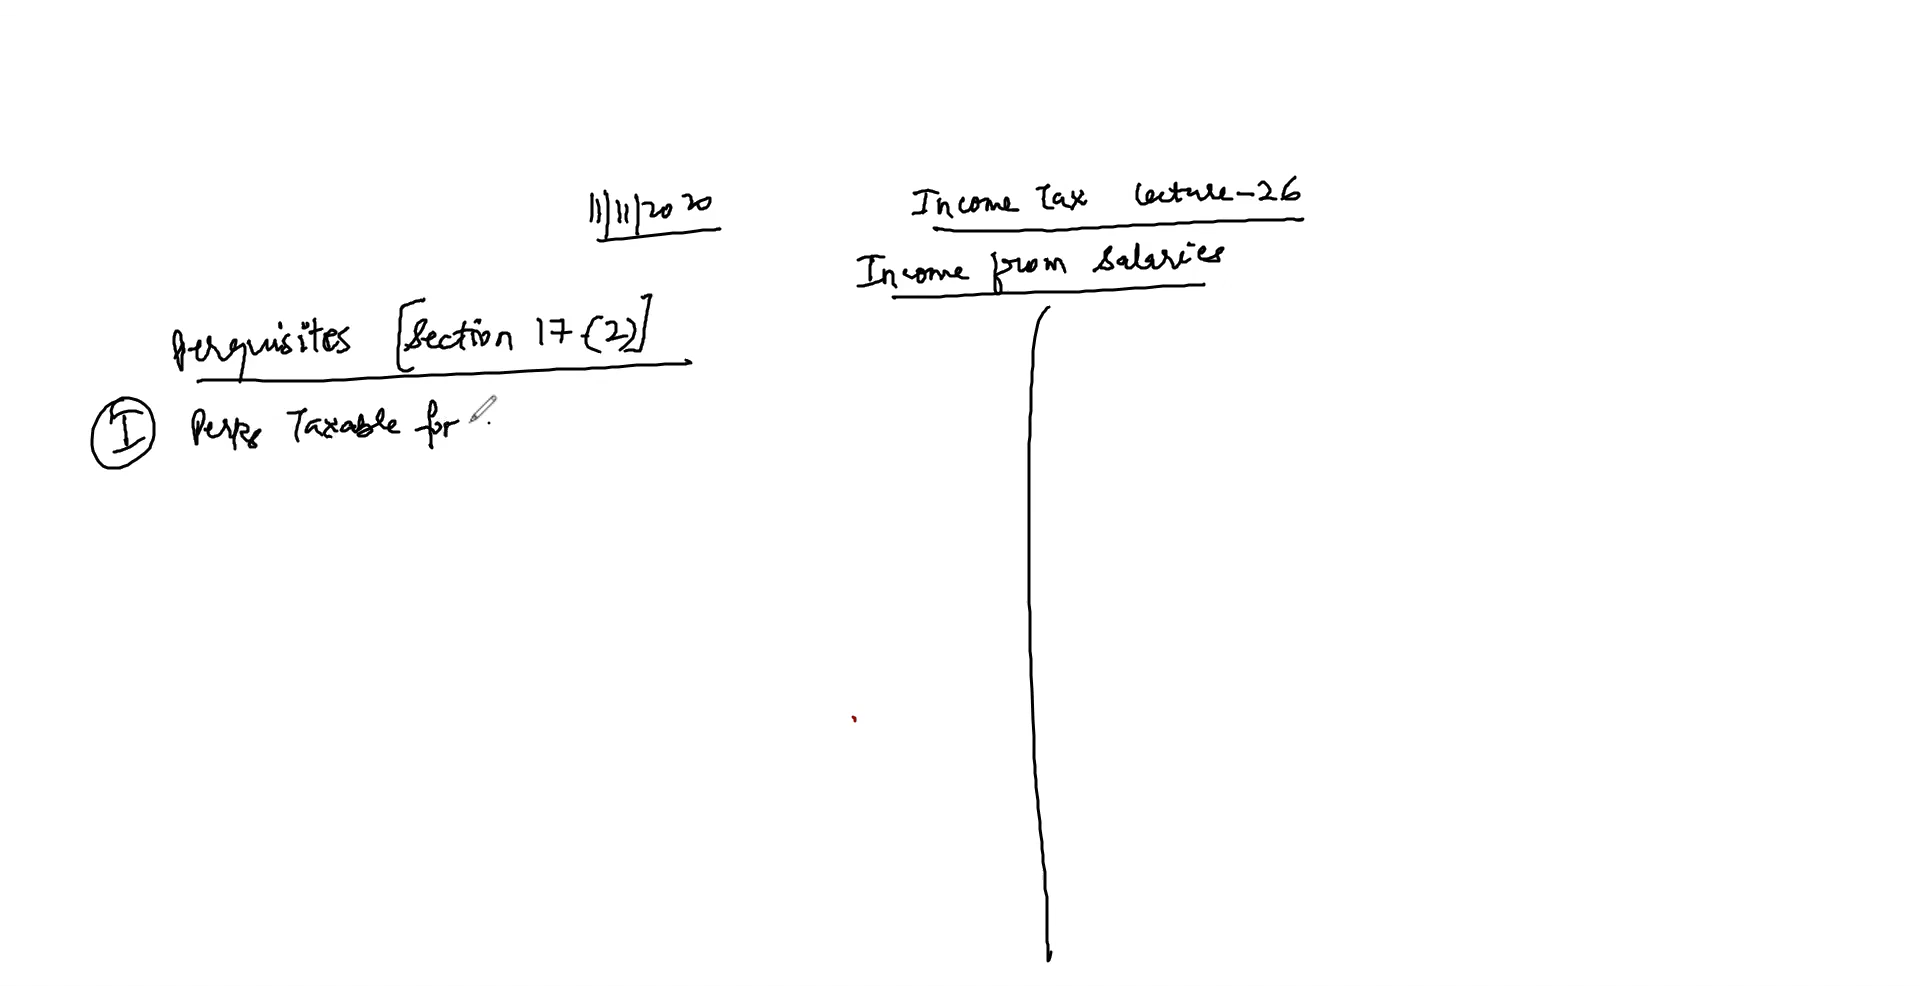 11/11/2020
Income Tax Lecture-26
Income from Salaries
Perquisites [Section 17(2)]
I Perks Taxable for